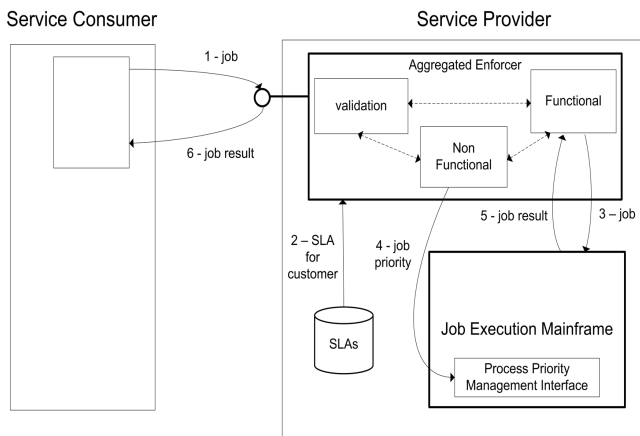 Service Consumer
Service Provider
1 - job
Aggregated Enforcer
validation
Functional
Non
Functional
6 - job result
2 – SLA
for
customer
4 - job
priority
5 - job result
3 – job
SLAs
Job Execution Mainframe
Process Priority
Management Interface